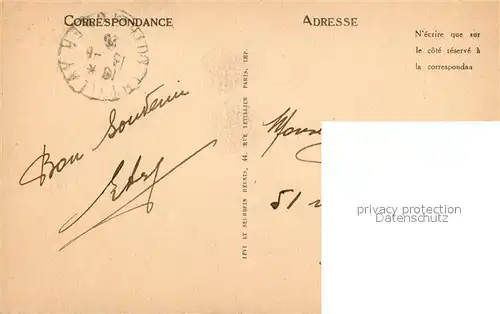 CORRESPONDANCE
ADRESSE
N'écrire que sur
le côté réservé à
la correspondan
Bon Souvenir
LÉVY ET NEURDEIN RÉUNIS, 44, RUE LETELLIER PARIS, IMP.
51
privacy protection
Datenschutz